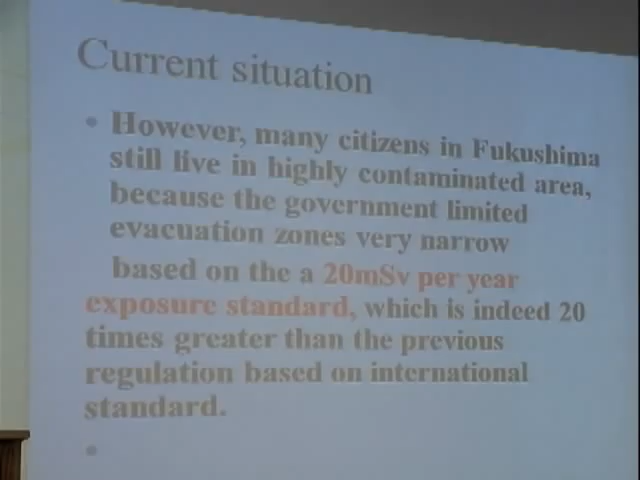 Current situation
• However, many citizens in Fukushima
still live in highly contaminated area,
because the government limited
evacuation zones very narrow
based on the a 20mSv per year
exposure standard, which is indeed 20
times greater than the previous
regulation based on international
standard.
•